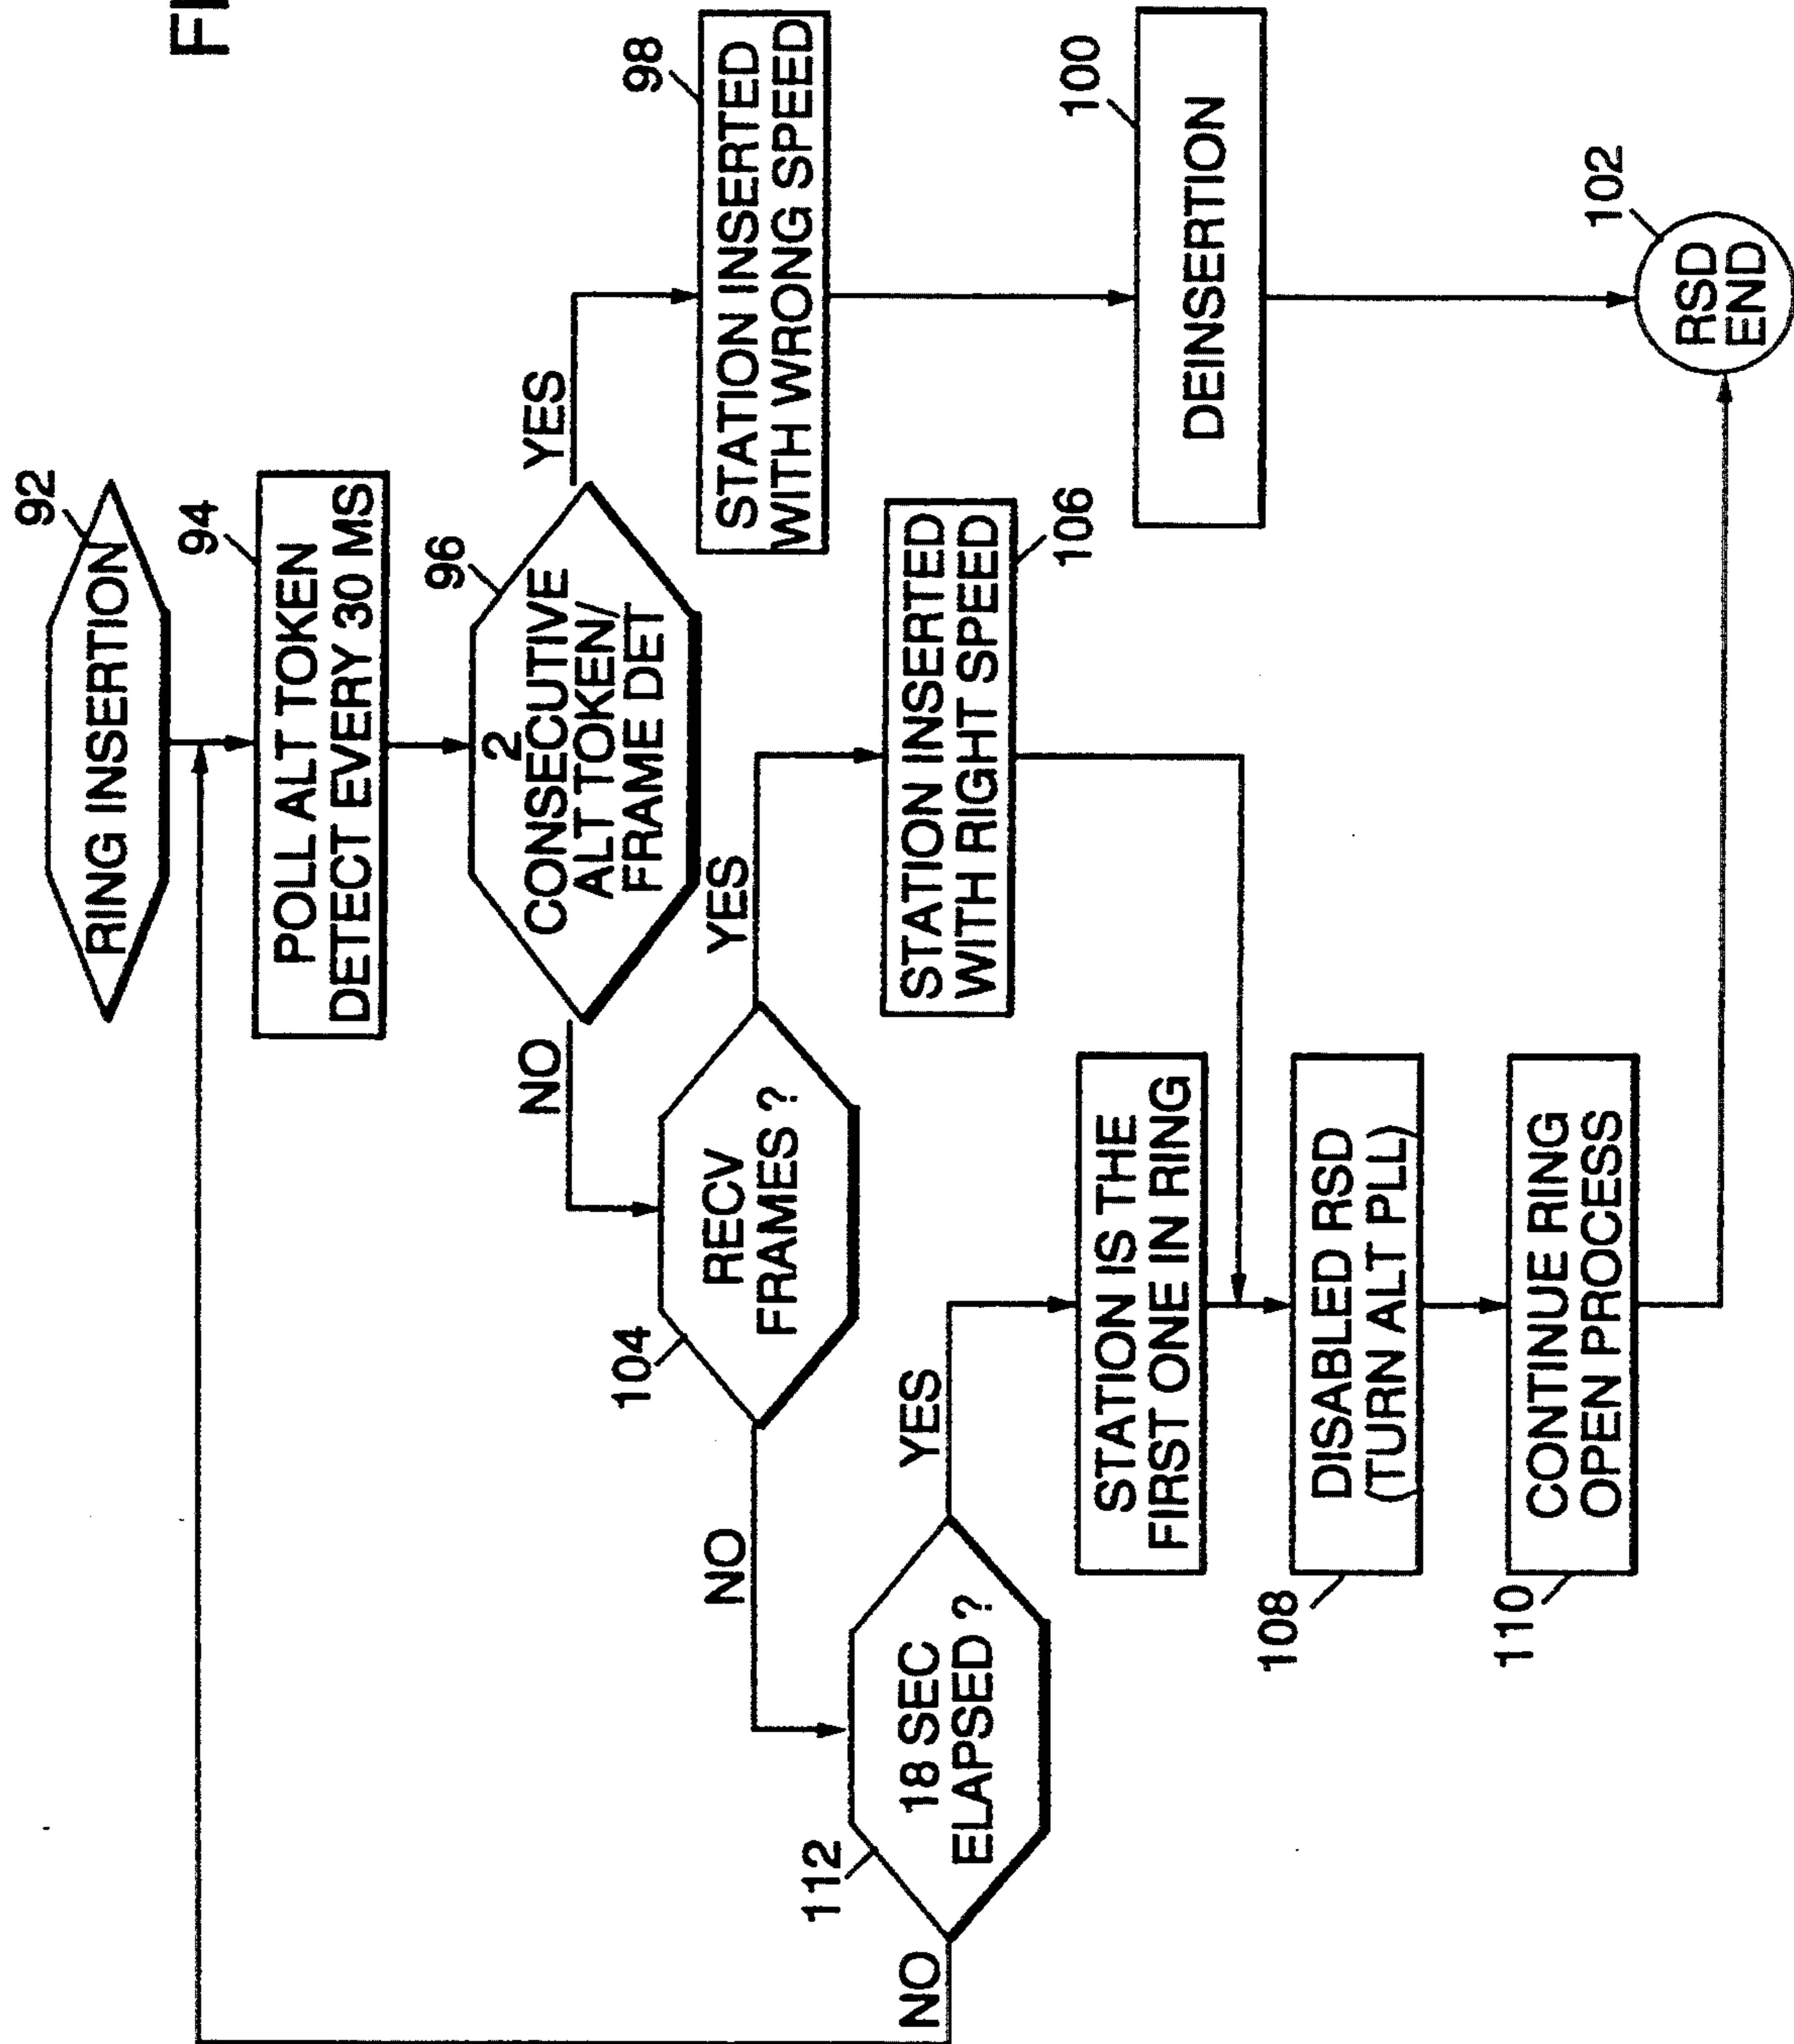 92
RING INSERTION
94
POLL ALT TOKEN
DETECT EVERY 30 MS
96
2
CONSECUTIVE
ALT TOKEN/
FRAME DET
YES
98
STATION INSERTED
WITH WRONG SPEED
100
DEINSERTION
102
RSD
END
NO
104
RECV
FRAMES ?
YES
STATION INSERTED
WITH RIGHT SPEED
106
NO
112
18 SEC
ELAPSED ?
NO
YES
STATION IS THE
FIRST ONE IN RING
108
DISABLED RSD
(TURN ALT PLL)
110
CONTINUE RING
OPEN PROCESS